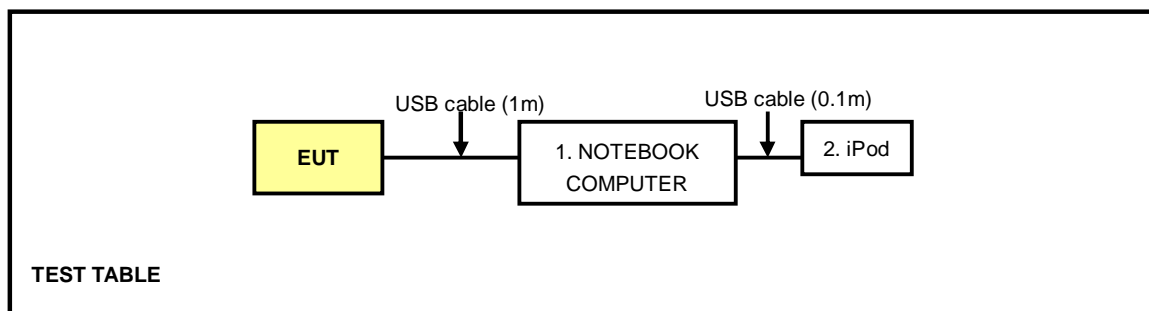 USB cable (1m)
USB cable (0.1m)
EUT
1. NOTEBOOK
COMPUTER
2. iPod
TEST TABLE